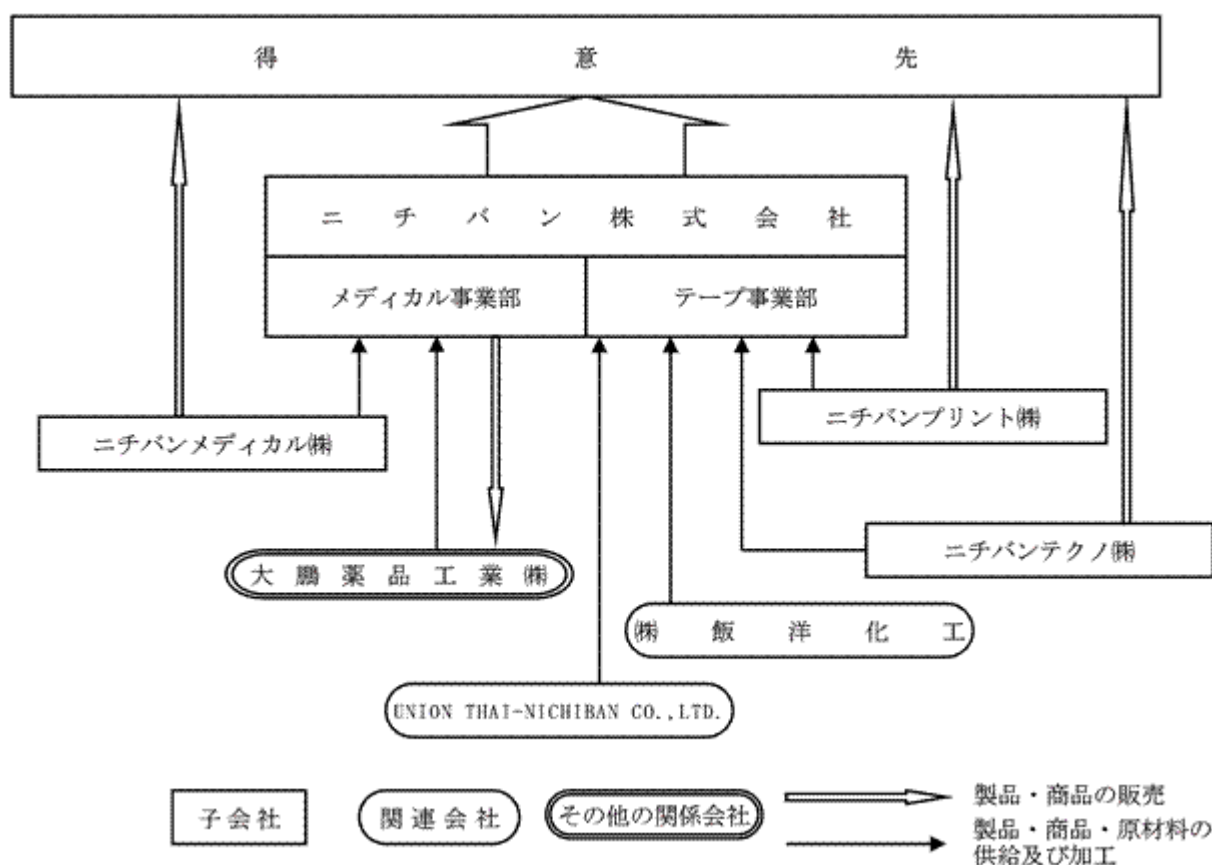 得意先
ニチバン株式会社
メディカル事業部
テープ事業部
ニチバンメディカル㈱
ニチバンプリント㈱
大鵬薬品工業㈱
ニチバンテクノ㈱
㈱飯洋化工
UNION THAI-NICHIBAN CO.,LTD.
子会社
関連会社
その他の関係会社
製品・商品の販売
製品・商品・原材料の
供給及び加工